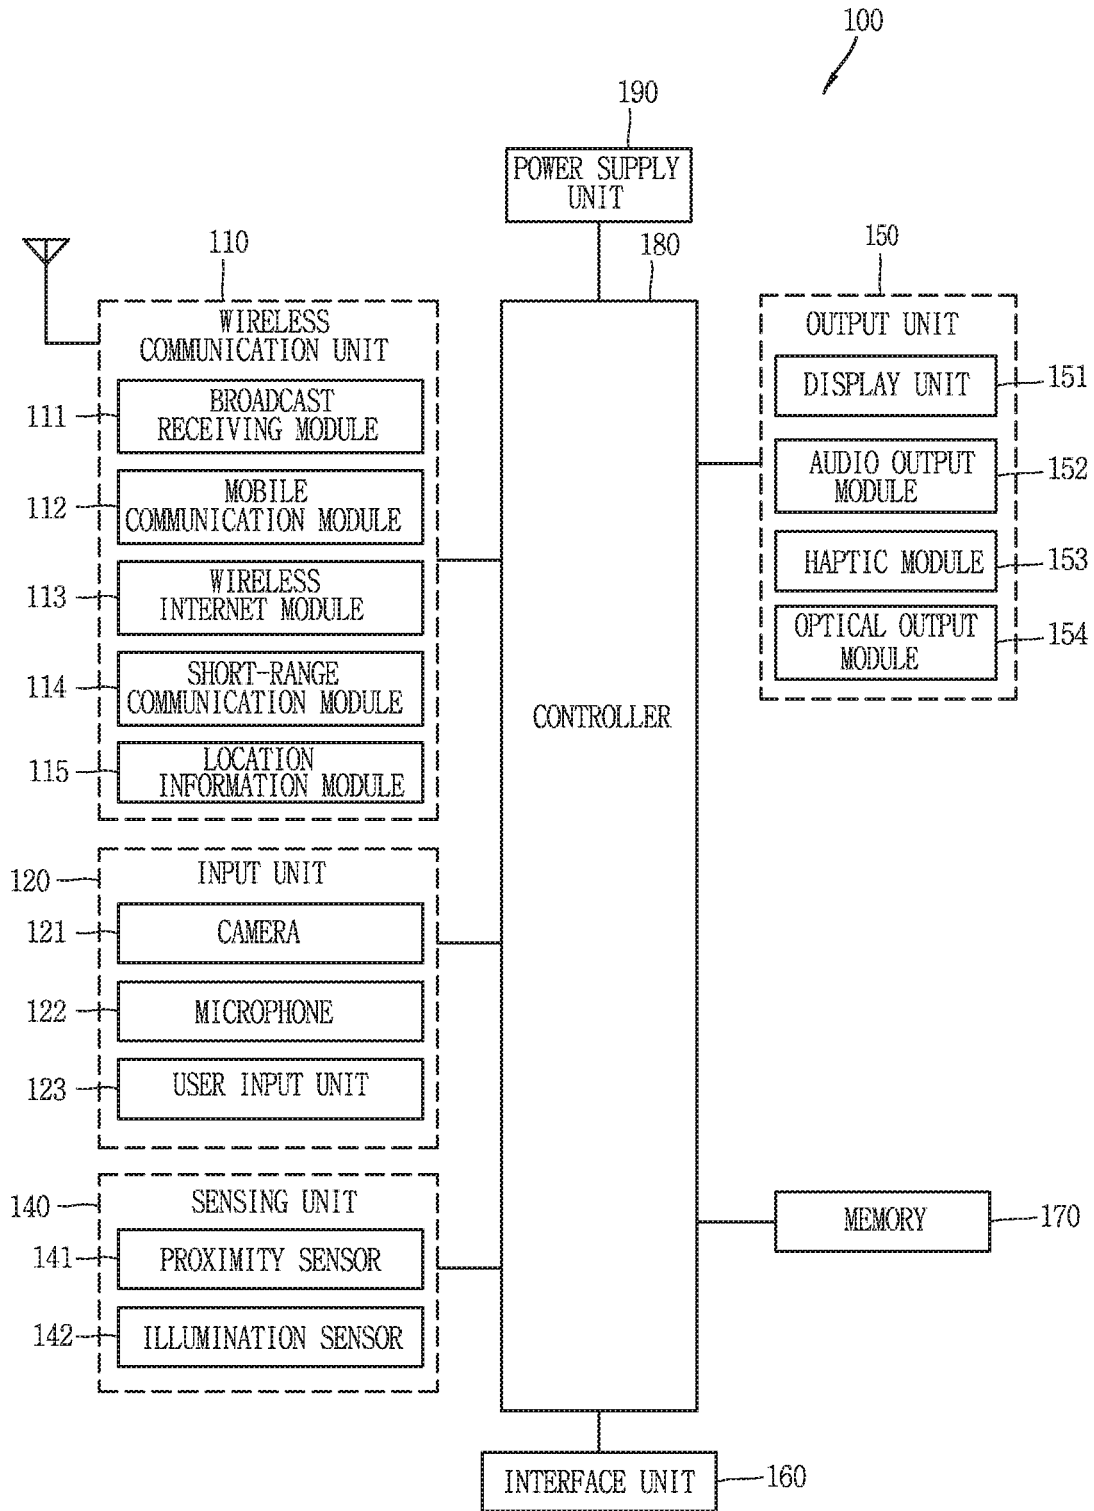 100
190
POWER SUPPLY
UNIT
110
180
150
WIRELESS
COMMUNICATION UNIT
111
BROADCAST
RECEIVING MODULE
112
MOBILE
COMMUNICATION MODULE
113
WIRELESS
INTERNET MODULE
114
SHORT-RANGE
COMMUNICATION MODULE
115
LOCATION
INFORMATION MODULE
120
INPUT UNIT
121
CAMERA
122
MICROPHONE
123
USER INPUT UNIT
140
SENSING UNIT
141
PROXIMITY SENSOR
142
ILLUMINATION SENSOR
CONTROLLER
OUTPUT UNIT
DISPLAY UNIT
151
AUDIO OUTPUT
MODULE
152
HAPTIC MODULE
153
OPTICAL OUTPUT
MODULE
154
MEMORY
170
INTERFACE UNIT
160